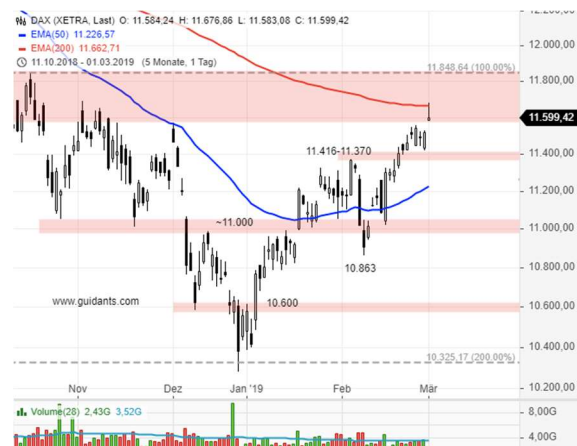 DAX (XETRA, Last) O: 11.584,24 H: 11.676,86 L: 11.583,08 C: 11.599,42
EMA(50) 11.226,57
EMA(200) 11.662,71
11.10.2018 - 01.03.2019 (5 Monate, 1 Tag)
12.200,00
12.000,00
11.848,64 (100,00%)
11.800,00
11.599,42
11.416-11.370
11.400,00
11.200,00
~11.000
11.000,00
10.863
10.800,00
www.guidants.com
10.600
10.600,00
10.400,00
10.325,17 (200,00%)
10.200,00
Nov Dez Jan '19 Feb Mär
Volume(28) 2,43G 3,52G
8,00G
4,00G